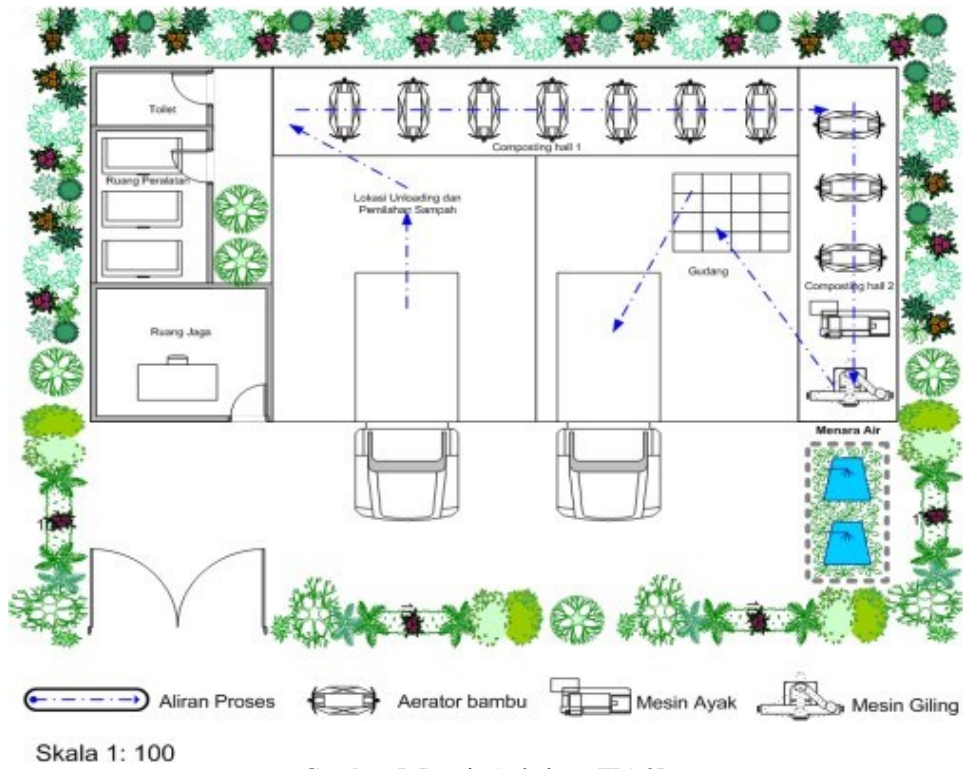 Toilet
Composting hall 1
Ruang Peralatan
Lokasi Unloading dan
Pemilahan Sampah
Gudang
Composting hall 2
Ruang Jaga
Menara Air
Aliran Proses
Aerator bambu
Mesin Ayak
Mesin Giling
Skala 1: 100